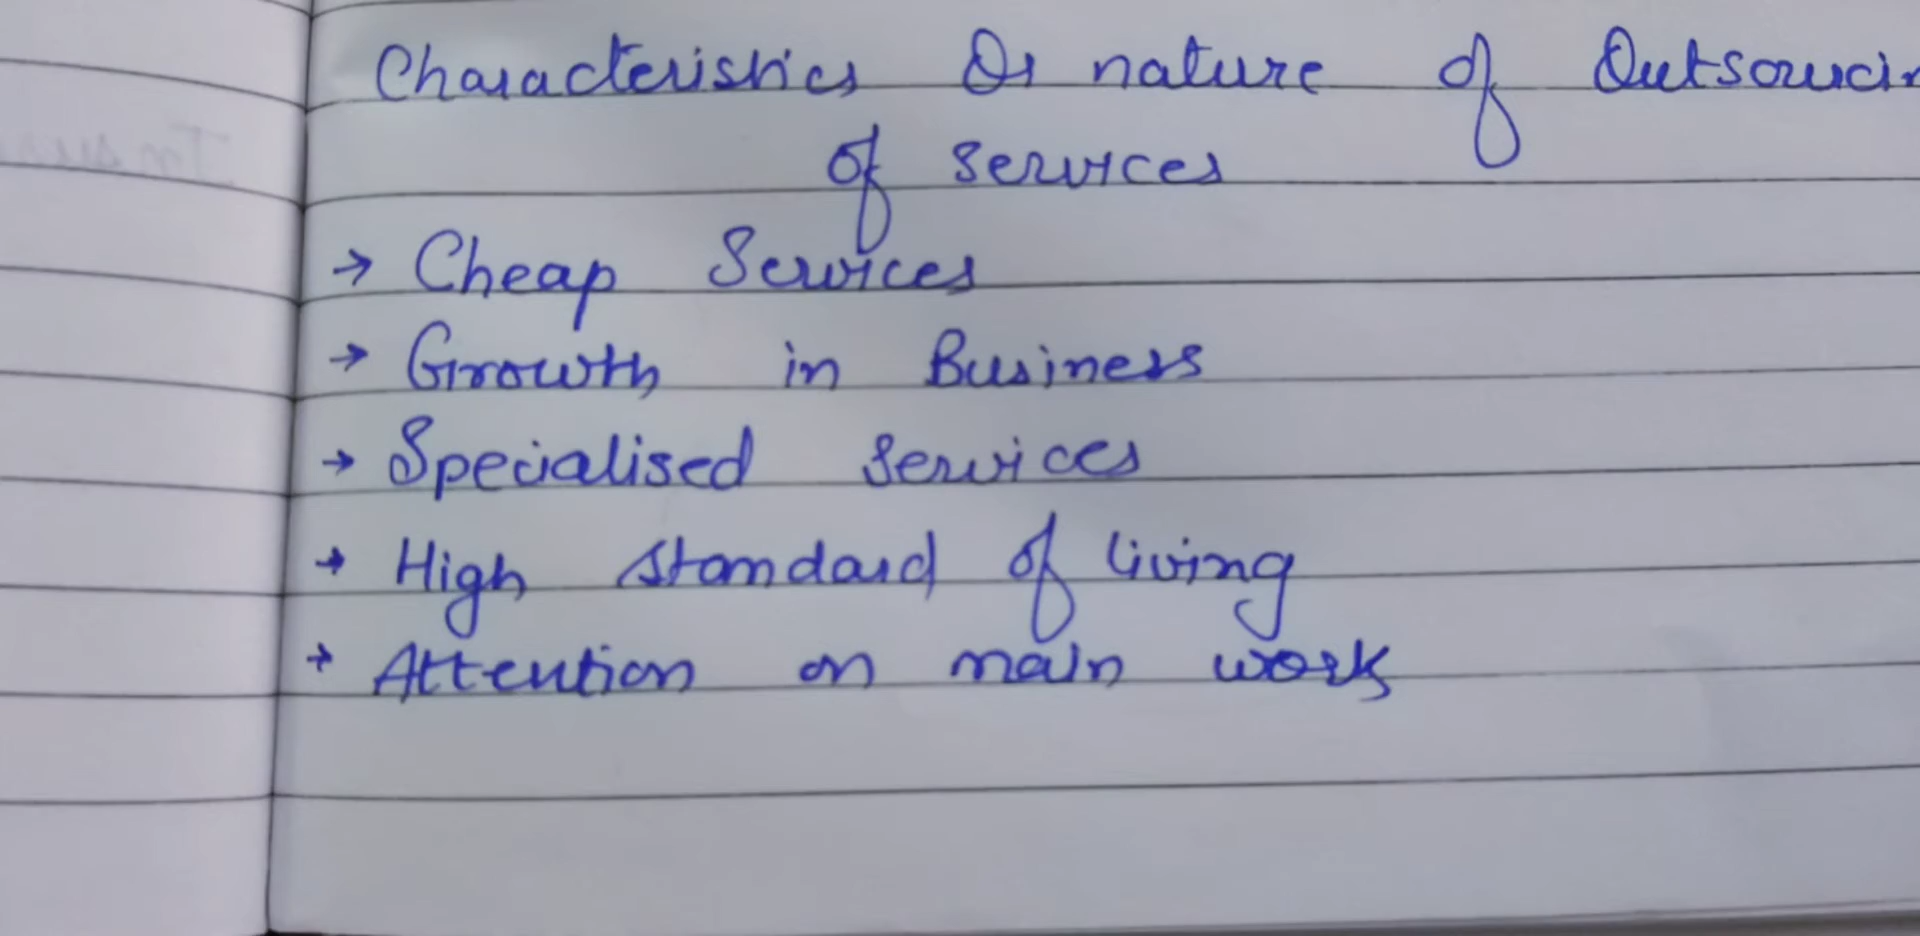 Characteristics Or nature of Outsourcin
of services
→ Cheap Services
→ Growth in Business
→ Specialised services
→ High standard of living
→ Attention on main work